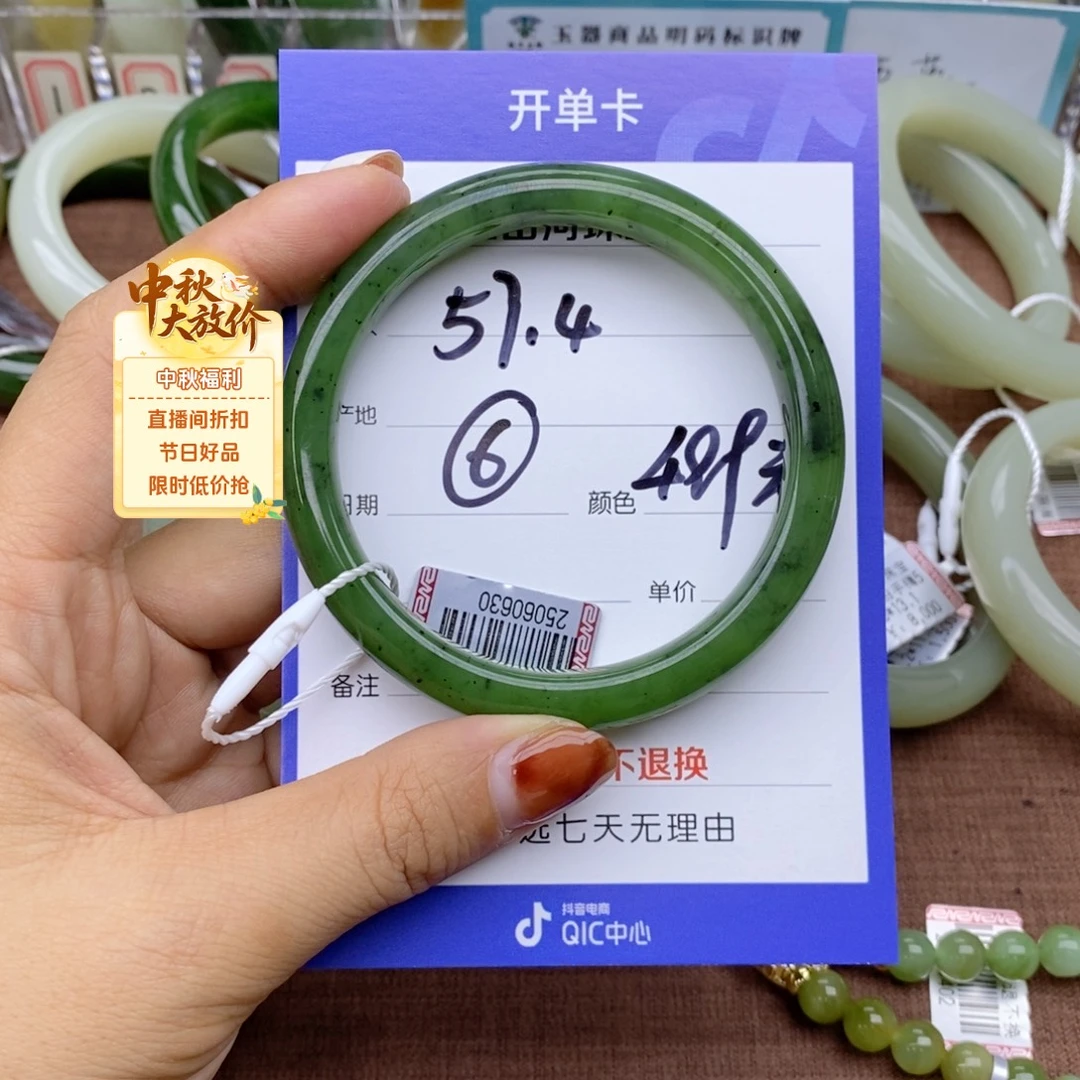 玉器商品明码标识牌
开单卡
57.4
产地
⑥
日期
颜色
单价
25060630
备注
不退换
选七天无理由
抖音电商
QIC中心
中秋
大放价
中秋福利
直播间折扣
节日好品
限时低价抢